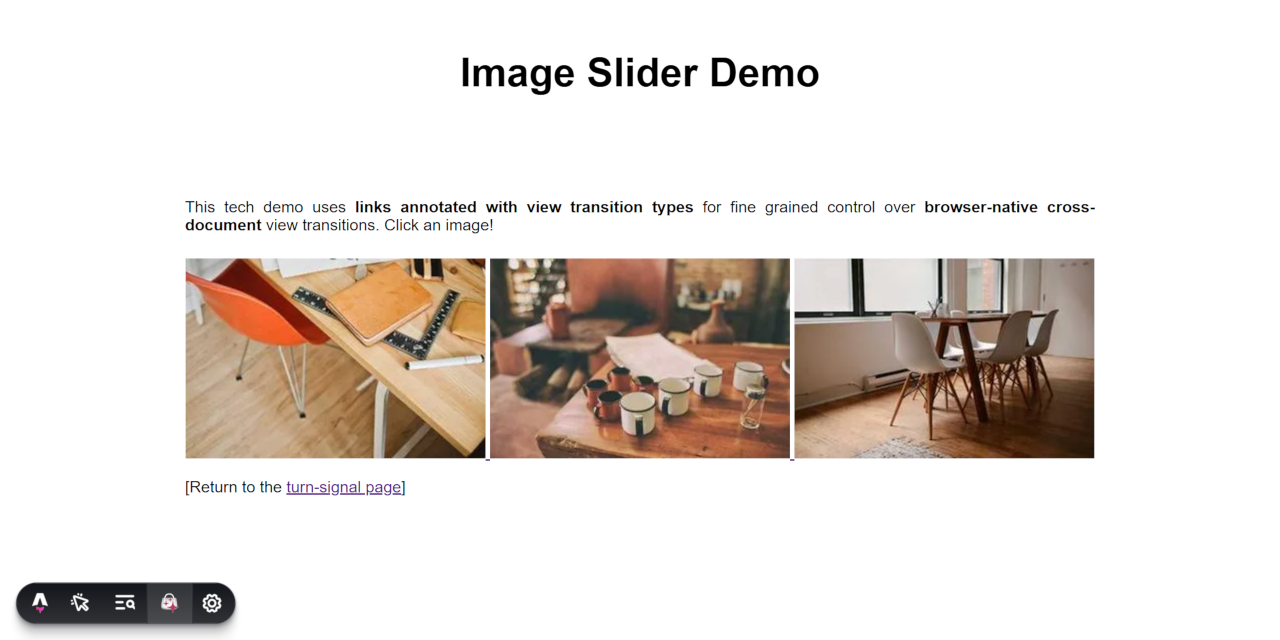 Image Slider Demo
This tech demo uses links annotated with view transition types for fine grained control over browser-native cross-
document view transitions. Click an image!
[Return to the turn-signal page]